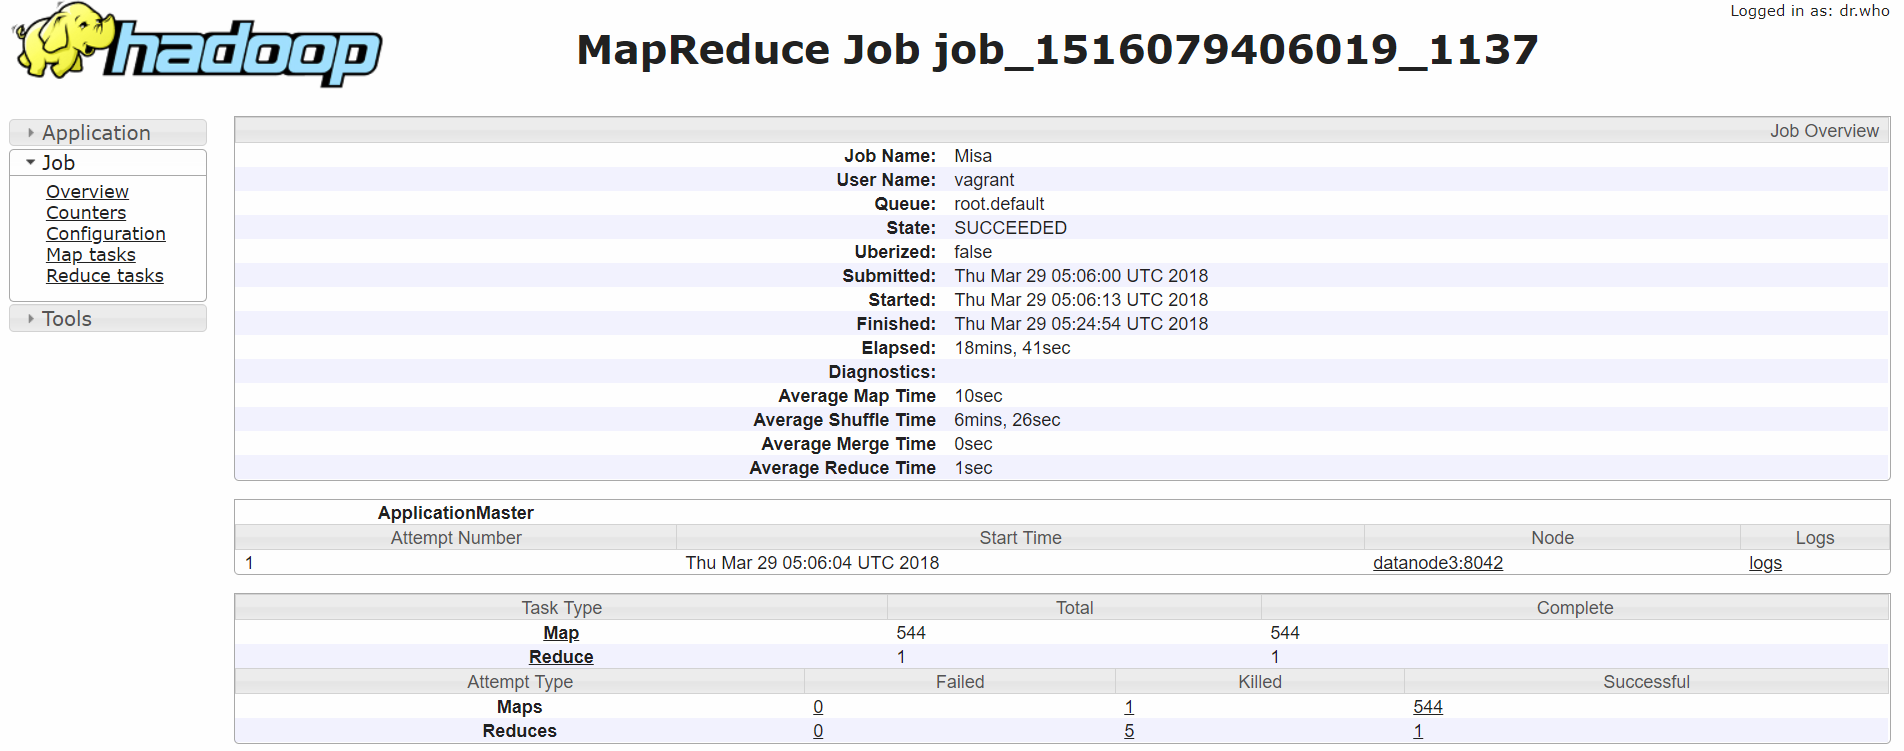 Logged in as: dr.who
hadoop
MapReduce Job job_1516079406019_1137
Application
Job
Overview
Counters
Configuration
Map tasks
Reduce tasks
Tools
Job Overview
Job Name: Misa
User Name: vagrant
Queue: root.default
State: SUCCEEDED
Uberized: false
Submitted: Thu Mar 29 05:06:00 UTC 2018
Started: Thu Mar 29 05:06:13 UTC 2018
Finished: Thu Mar 29 05:24:54 UTC 2018
Elapsed: 18mins, 41sec
Diagnostics:
Average Map Time 10sec
Average Shuffle Time 6mins, 26sec
Average Merge Time 0sec
Average Reduce Time 1sec
ApplicationMaster
Attempt Number Start Time Node Logs
1 Thu Mar 29 05:06:04 UTC 2018 datanode3:8042 logs
Task Type Total Complete
Map 544 544
Reduce 1 1
Attempt Type Failed Killed Successful
Maps 0 1 544
Reduces 0 5 1